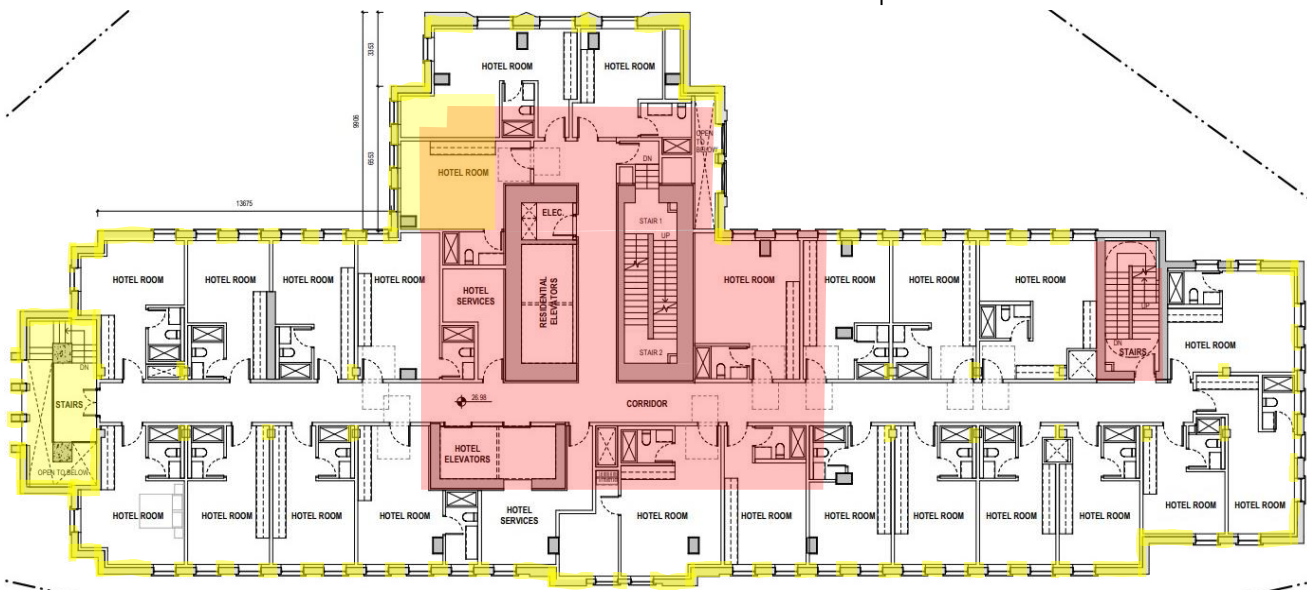 3353
9906
6553
13675
HOTEL ROOM
HOTEL ROOM
OPEN
TO
BELOW
HOTEL ROOM
DN
ELEC.
STAIR 1
UP
HOTEL ROOM
HOTEL ROOM
HOTEL ROOM
HOTEL ROOM
HOTEL
SERVICES
RESIDENTIAL
ELEVATORS
HOTEL ROOM
HOTEL ROOM
HOTEL ROOM
HOTEL ROOM
UP
DN
STAIRS
HOTEL ROOM
STAIR 2
DN
STAIRS
OPEN TO BELOW
26.98
CORRIDOR
HOTEL
ELEVATORS
HOTEL ROOM
HOTEL ROOM
HOTEL ROOM
HOTEL ROOM
HOTEL
SERVICES
HOTEL ROOM
HOTEL ROOM
HOTEL ROOM
HOTEL ROOM
HOTEL ROOM
HOTEL ROOM
HOTEL ROOM
HOTEL ROOM